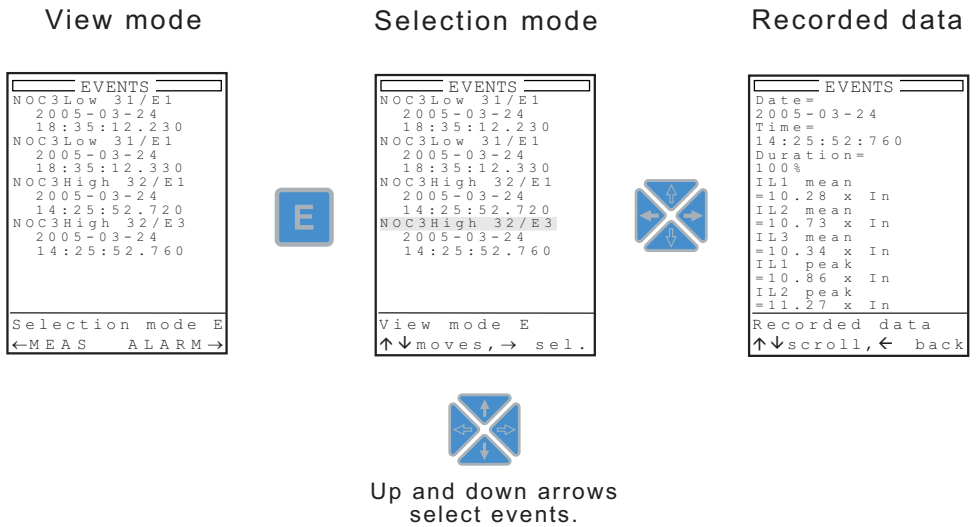 View mode
EVENTS
NOC3Low 31/E1
2005-03-24
18:35:12.230
NOC3Low 31/E1
2005-03-24
18:35:12.330
NOC3High 32/E1
2005-03-24
14:25:52.720
NOC3High 32/E3
2005-03-24
14:25:52.760
Selection mode E
←MEAS ALARM→
E
Selection mode
EVENTS
NOC3Low 31/E1
2005-03-24
18:35:12.230
NOC3Low 31/E1
2005-03-24
18:35:12.330
NOC3High 32/E1
2005-03-24
14:25:52.720
NOC3High 32/E3
2005-03-24
14:25:52.760
View mode E
↑↓moves,→ sel.
Up and down arrows
select events.
Recorded data
EVENTS
Date=
2005-03-24
Time=
14:25:52:760
Duration=
100%
IL1 mean
=10.28 x In
IL2 mean
=10.73 x In
IL3 mean
=10.34 x In
IL1 peak
=10.86 x In
IL2 peak
=11.27 x In
Recorded data
↑↓scroll,← back